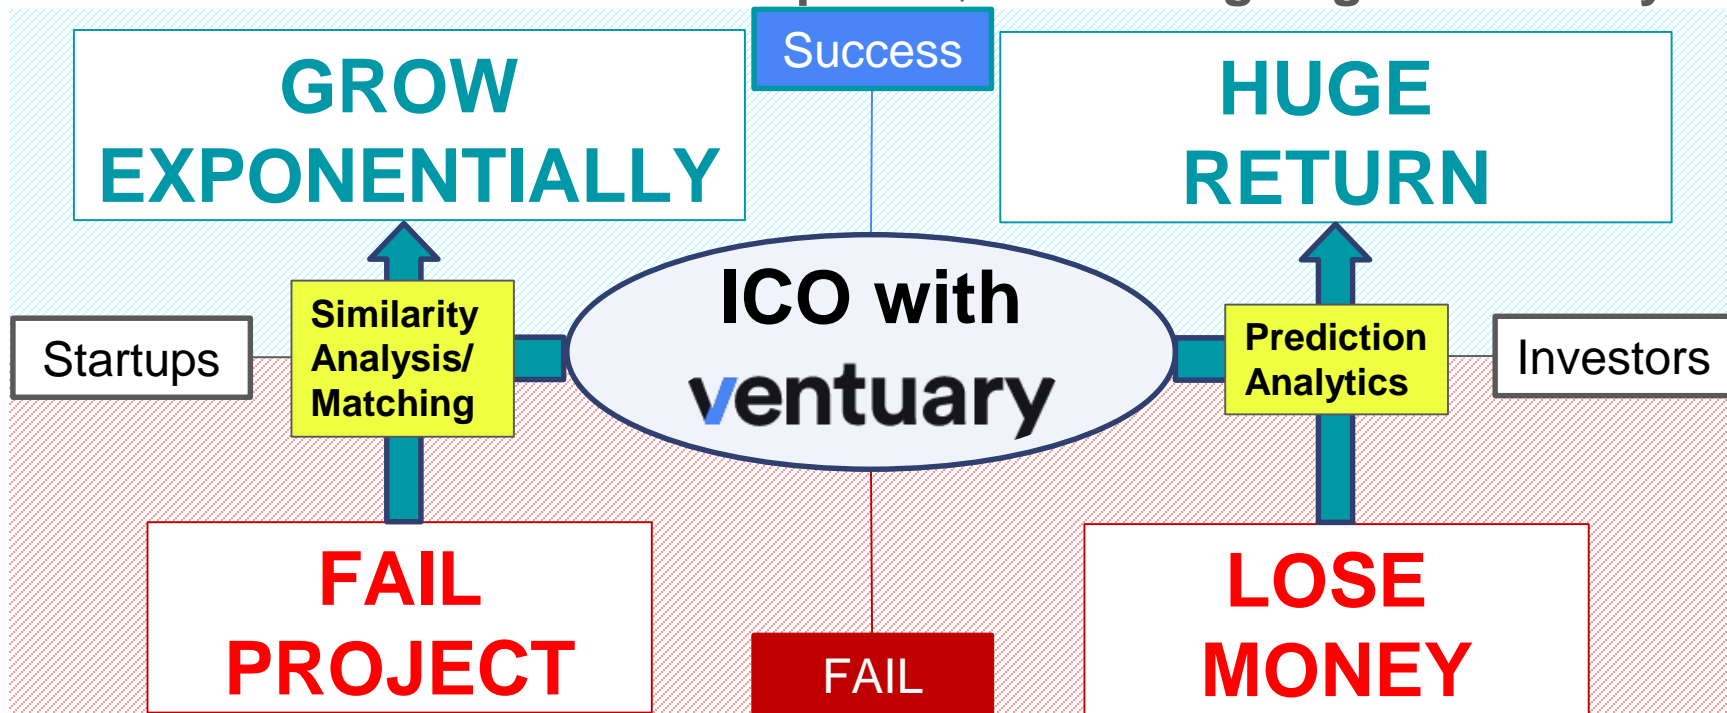 Success
GROW
EXPONENTIALLY
HUGE
RETURN
ICO with
ventuary
Similarity
Analysis/
Matching
Prediction
Analytics
Startups
Investors
FAIL
PROJECT
LOSE
MONEY
FAIL